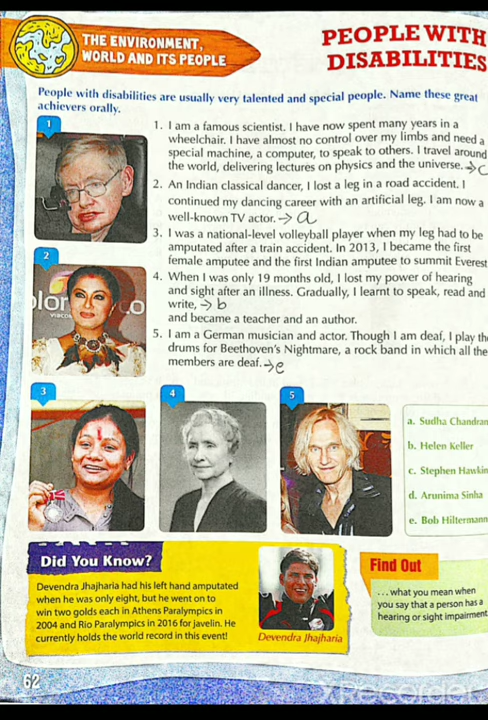 THE ENVIRONMENT,
WORLD AND ITS PEOPLE
PEOPLE WITH
DISABILITIES
People with disabilities are usually very talented and special people. Name these great
achievers orally.
1
1. I am a famous scientist. I have now spent many years in a
wheelchair. I have almost no control over my limbs and need a
special machine, a computer, to speak to others. I travel around
the world, delivering lectures on physics and the universe. → c
2. An Indian classical dancer, I lost a leg in a road accident. I
continued my dancing career with an artificial leg. I am now a
well-known TV actor. → a
3. I was a national-level volleyball player when my leg had to be
amputated after a train accident. In 2013, I became the first
female amputee and the first Indian amputee to summit Everest
2
4. When I was only 19 months old, I lost my power of hearing
and sight after an illness. Gradually, I learnt to speak, read and
write, → b
and became a teacher and an author.
5. I am a German musician and actor. Though I am deaf, I play the
drums for Beethoven's Nightmare, a rock band in which all the
members are deaf. → e
3
4
5
a. Sudha Chandran
b. Helen Keller
c. Stephen Hawkin
d. Arunima Sinha
e. Bob Hiltermann
Did You Know?
Devendra Jhajharia had his left hand amputated
when he was only eight, but he went on to
win two golds each in Athens Paralympics in
2004 and Rio Paralympics in 2016 for javelin. He
currently holds the world record in this event!
Devendra Jhajharia
Find Out
... what you mean when
you say that a person has a
hearing or sight impairment
62